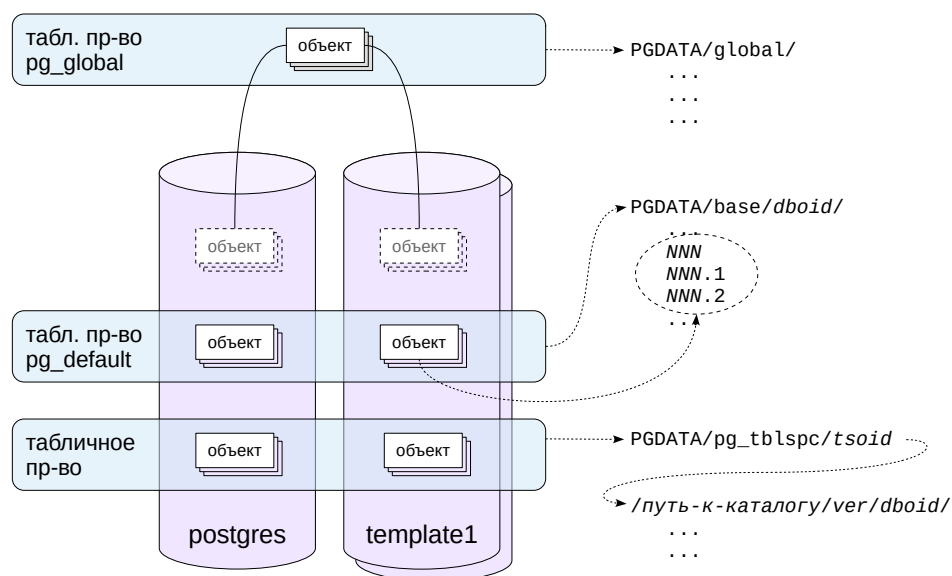 табл. пр-во
pg_global
объект
PGDATA/global/
...
...
...
PGDATA/base/dboid/
...
NNN
NNN.1
NNN.2
...
объект
объект
табл. пр-во
pg_default
объект
объект
табличное
пр-во
объект
объект
PGDATA/pg_tblspc/tsoid
/путь-к-каталогу/ver/dboid/
...
...
postgres
template1